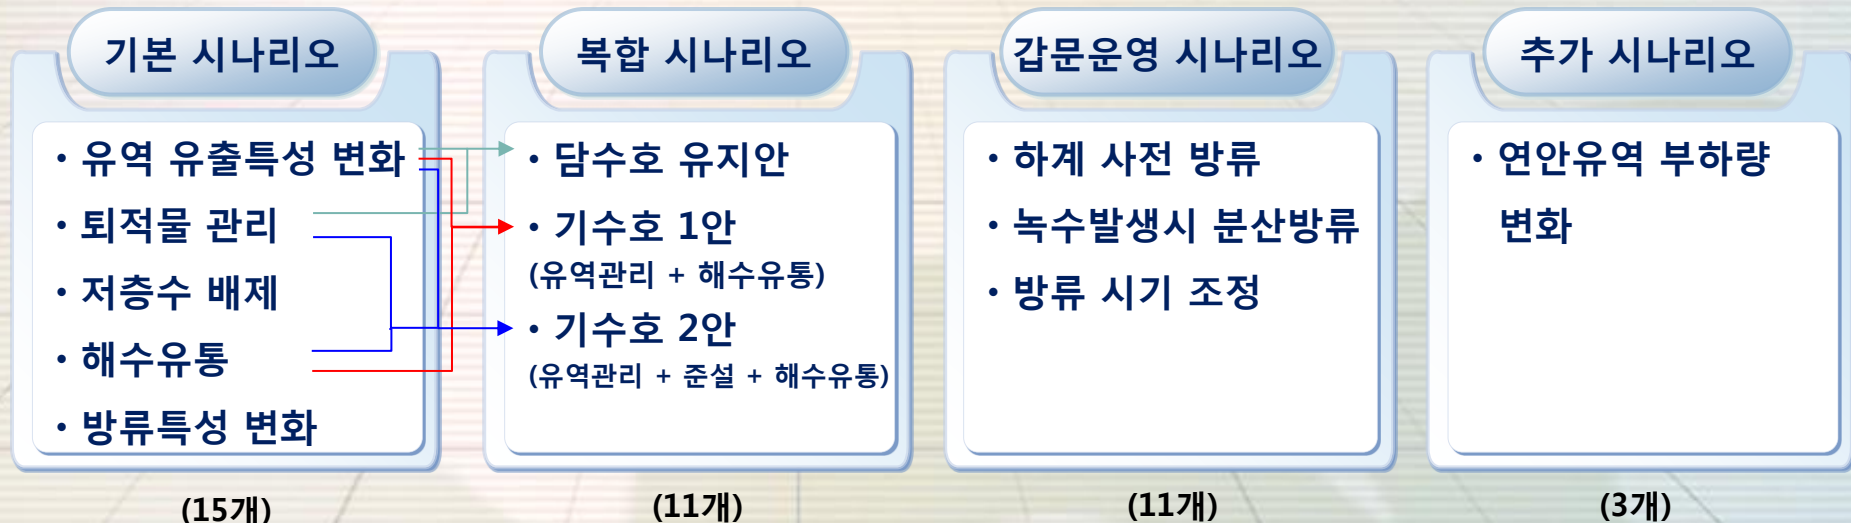 기본 시나리오
· 유역 유출특성 변화
· 퇴적물 관리
· 저층수 배제
· 해수유통
· 방류특성 변화
(15개)
복합 시나리오
· 담수호 유지안
· 기수호 1안
(유역관리 + 해수유통)
· 기수호 2안
(유역관리 + 준설 + 해수유통)
(11개)
갑문운영 시나리오
· 하계 사전 방류
· 녹수발생시 분산방류
· 방류 시기 조정
(11개)
추가 시나리오
· 연안유역 부하량
변화
(3개)